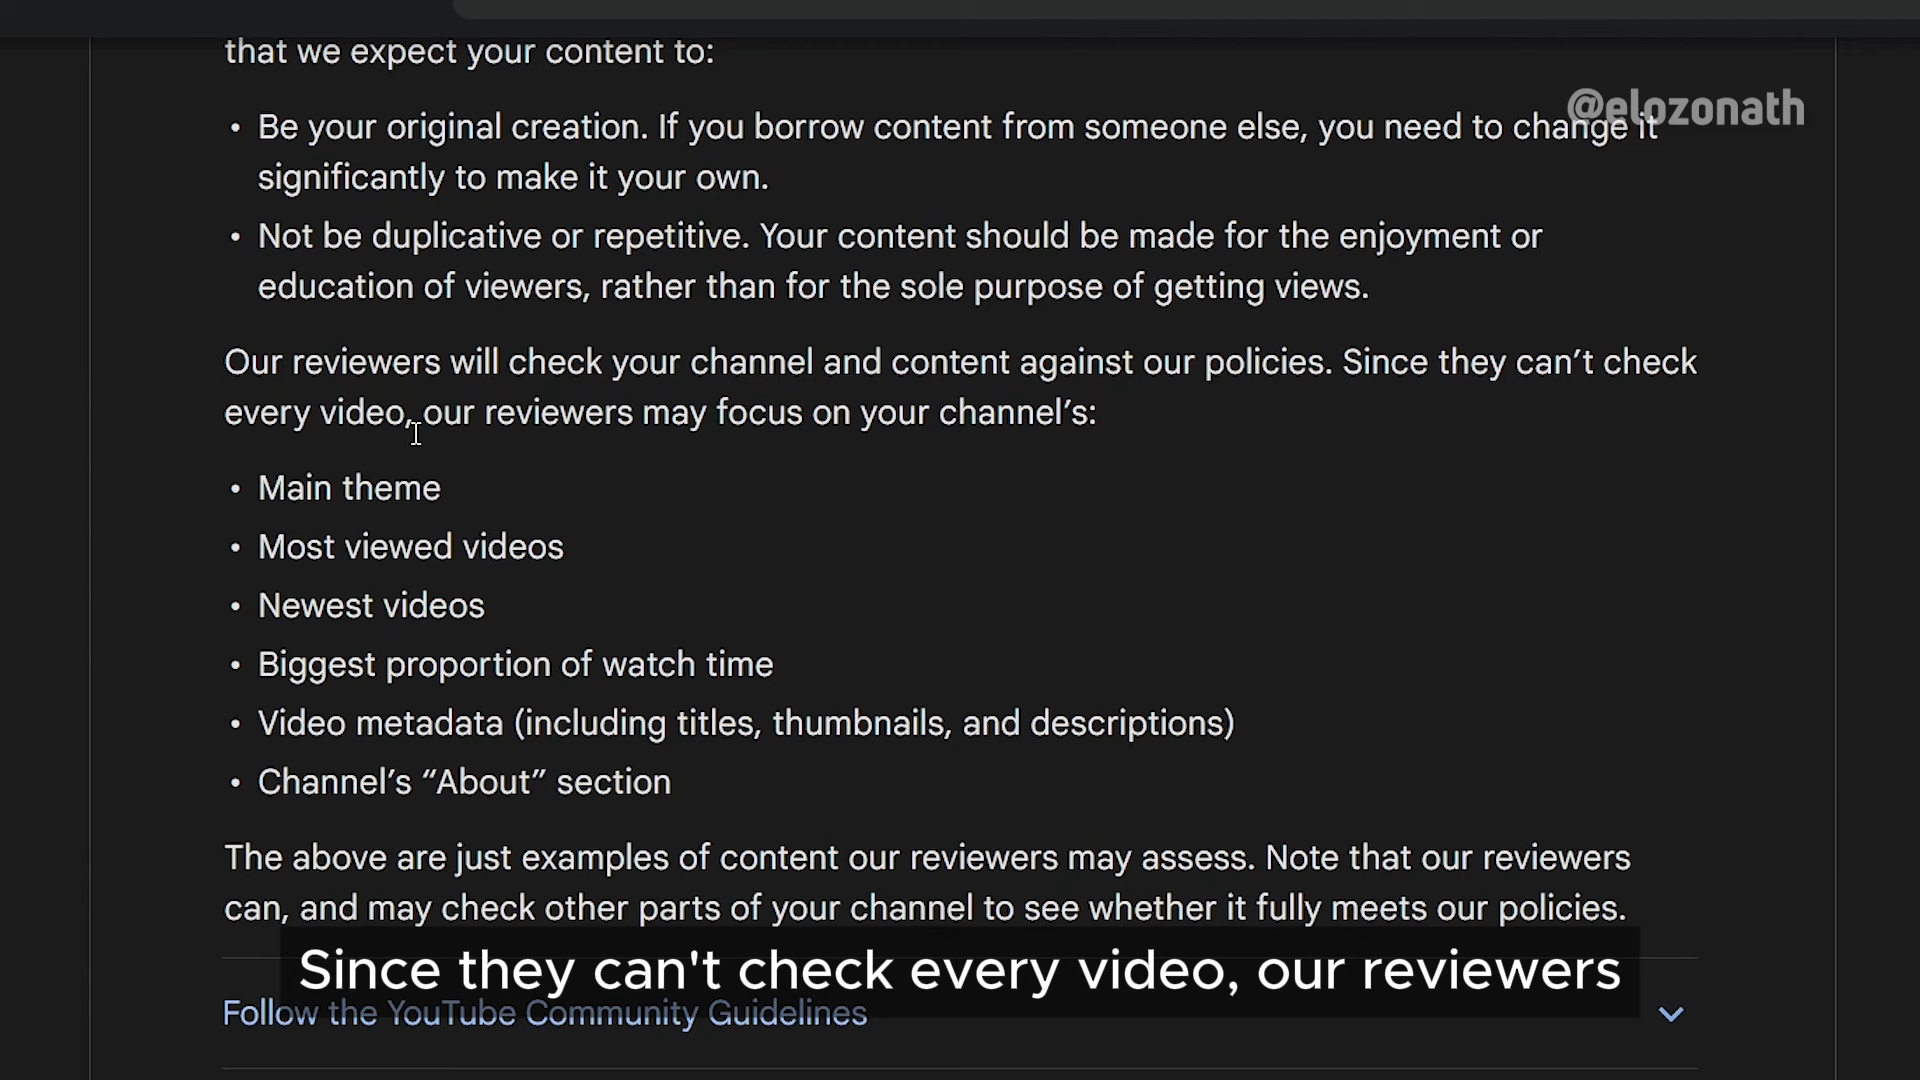 that we expect your content to:
@elozonath
• Be your original creation. If you borrow content from someone else, you need to change it
significantly to make it your own.
• Not be duplicative or repetitive. Your content should be made for the enjoyment or
education of viewers, rather than for the sole purpose of getting views.
Our reviewers will check your channel and content against our policies. Since they can’t check
every video, our reviewers may focus on your channel’s:
• Main theme
• Most viewed videos
• Newest videos
• Biggest proportion of watch time
• Video metadata (including titles, thumbnails, and descriptions)
• Channel’s “About” section
The above are just examples of content our reviewers may assess. Note that our reviewers
can, and may check other parts of your channel to see whether it fully meets our policies.
Since they can't check every video, our reviewers
Follow the YouTube Community Guidelines